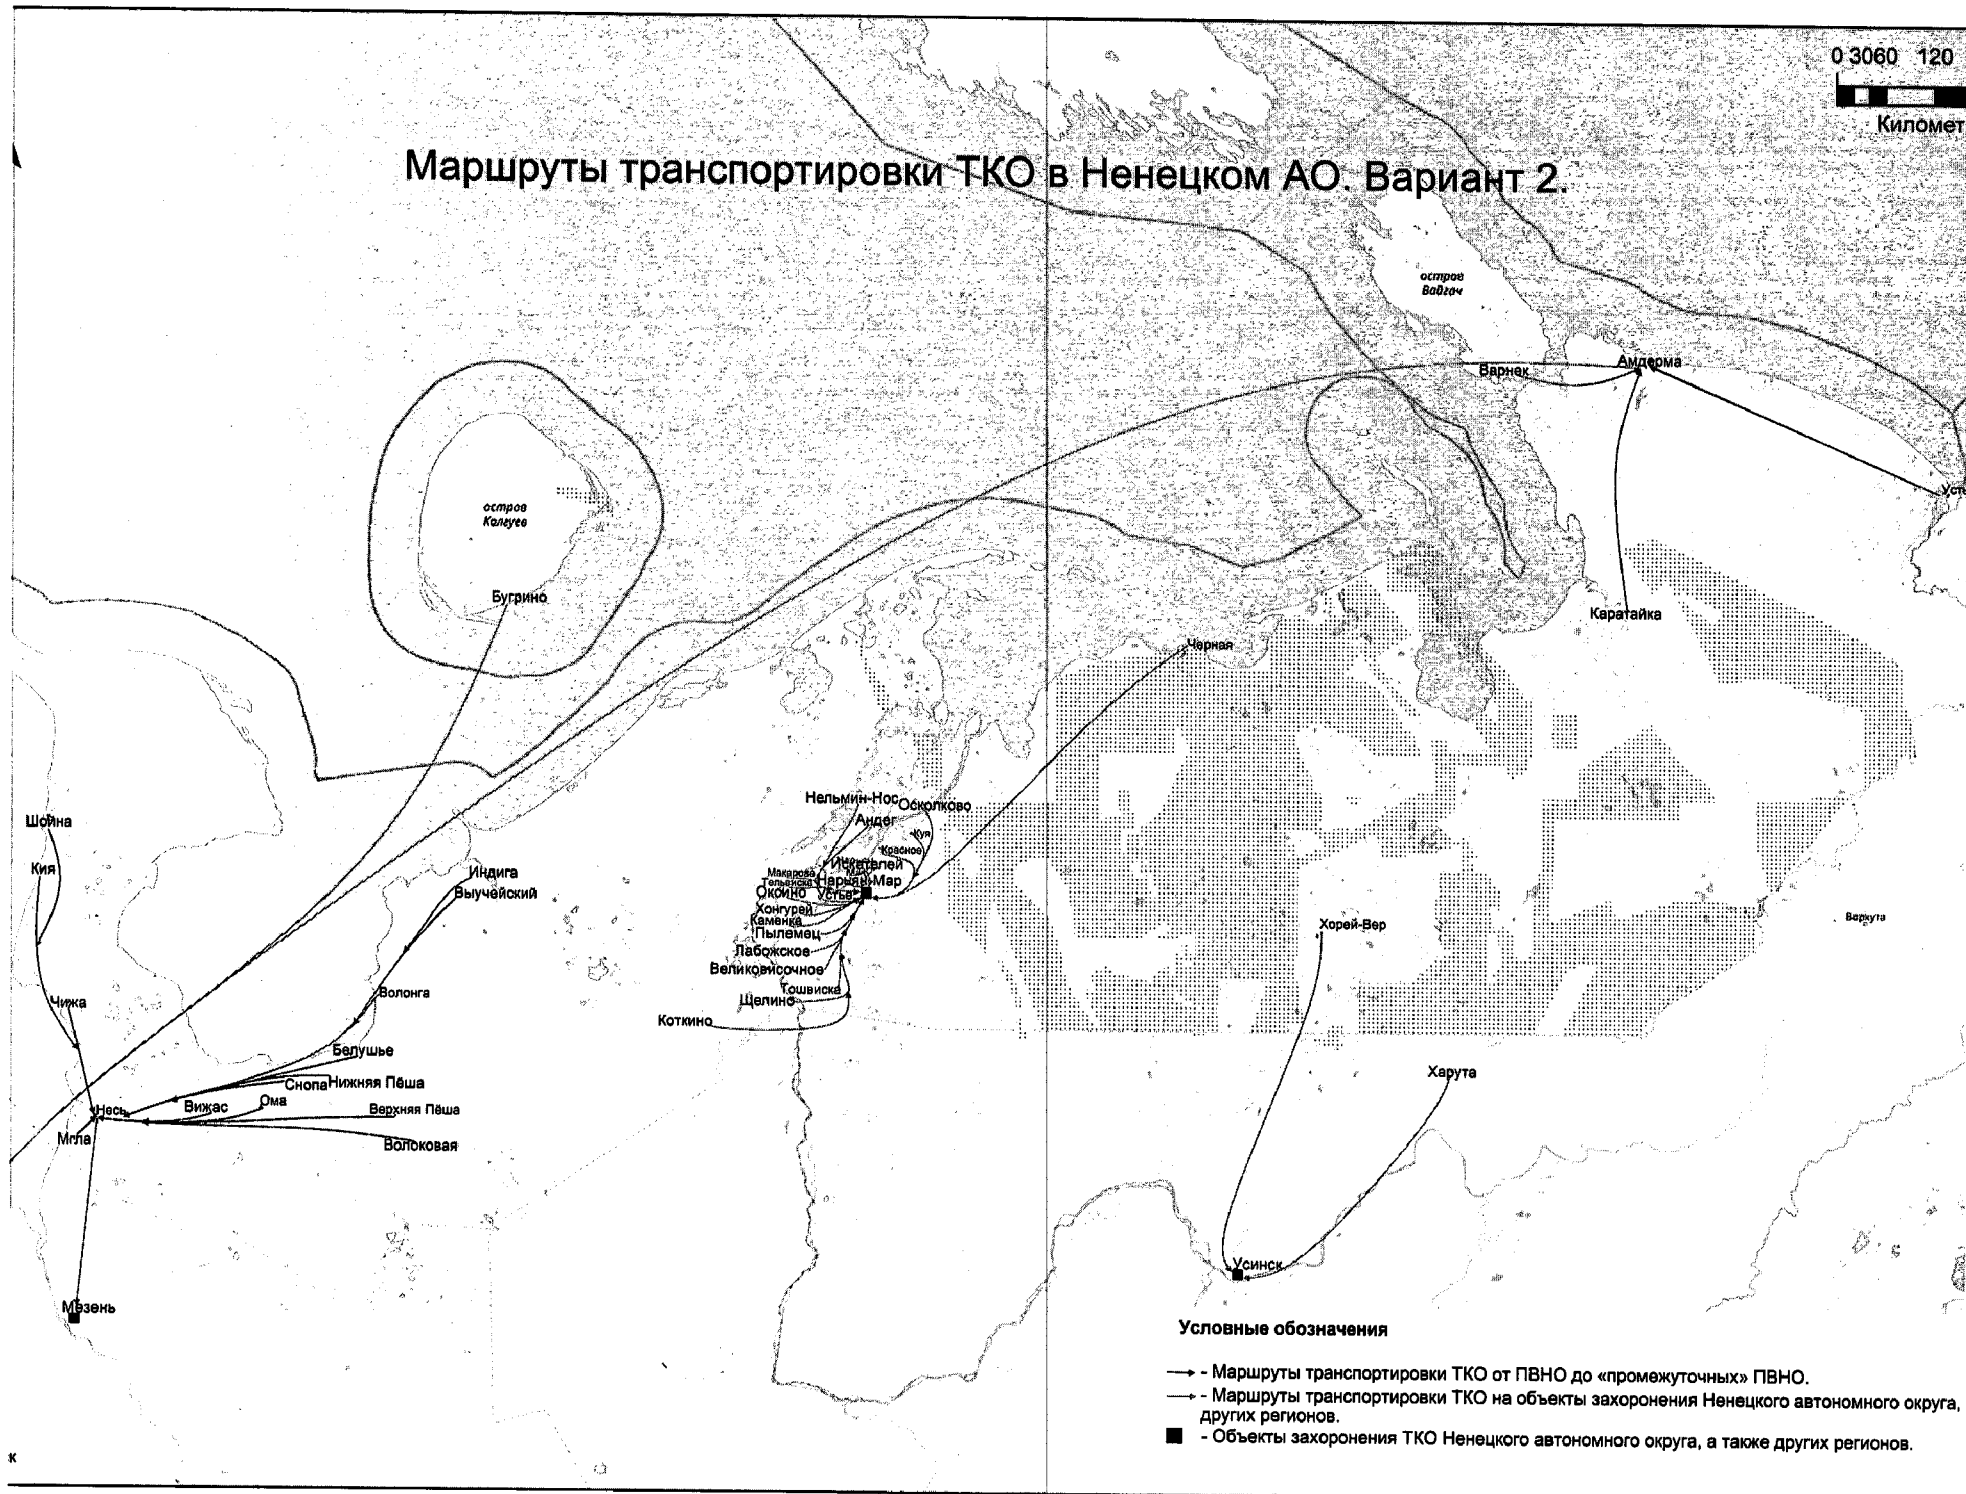 0 3060 120
Километ
Маршруты транспортировки ТКО в Ненецком АО. Вариант 2.
остров
Вайгач
Амдерма
Варнек
Усть
остров
Колгуев
Бугрино
Каратайка
Черная
Нельмин-Нос
Осколково
Андег
Куя
Красное
Искателей
Макарово
Тельвиска
Нарьян-Мар
Оксино
Устье
Хонгурей
Каменка
Пылемец
Лабожское
Великовисочное
Тошвиска
Щелино
Коткино
Шойна
Кия
Индига
Выучейский
Чижа
Волонга
Белушье
Снопа
Нижняя Пёша
Несь
Вижас
Ома
Верхняя Пёша
Мгла
Волоковая
Мезень
Хорей-Вер
Воркута
Харута
Усинск
Условные обозначения
- Маршруты транспортировки ТКО от ПВНО до «промежуточных» ПВНО.
- Маршруты транспортировки ТКО на объекты захоронения Ненецкого автономного округа,
других регионов.
- Объекты захоронения ТКО Ненецкого автономного округа, а также других регионов.
к